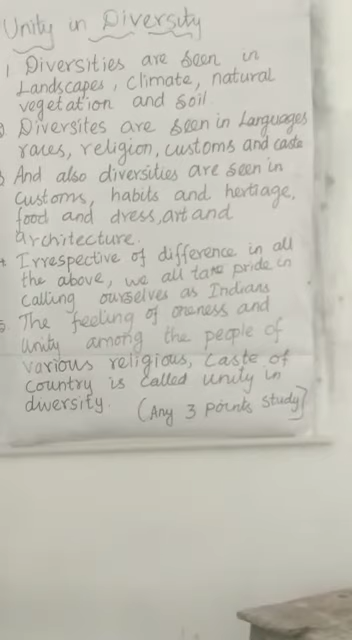 Unity in Diversity
1 Diversities are seen in
Landscapes, Climate, natural
vegetation and soil.
2 Diversites are seen in Languages
races, religion, customs and caste
3 And also diversities are seen in
Customs, habits and hertiage,
food and dress, art and
architecture.
4. Irrespective of difference in all
the above, we all take pride in
calling ourselves as Indians
5. The feeling of oneness and
Unity among the people of
various religious, Caste of
Country is called unity in
diversity. (Any 3 points study)